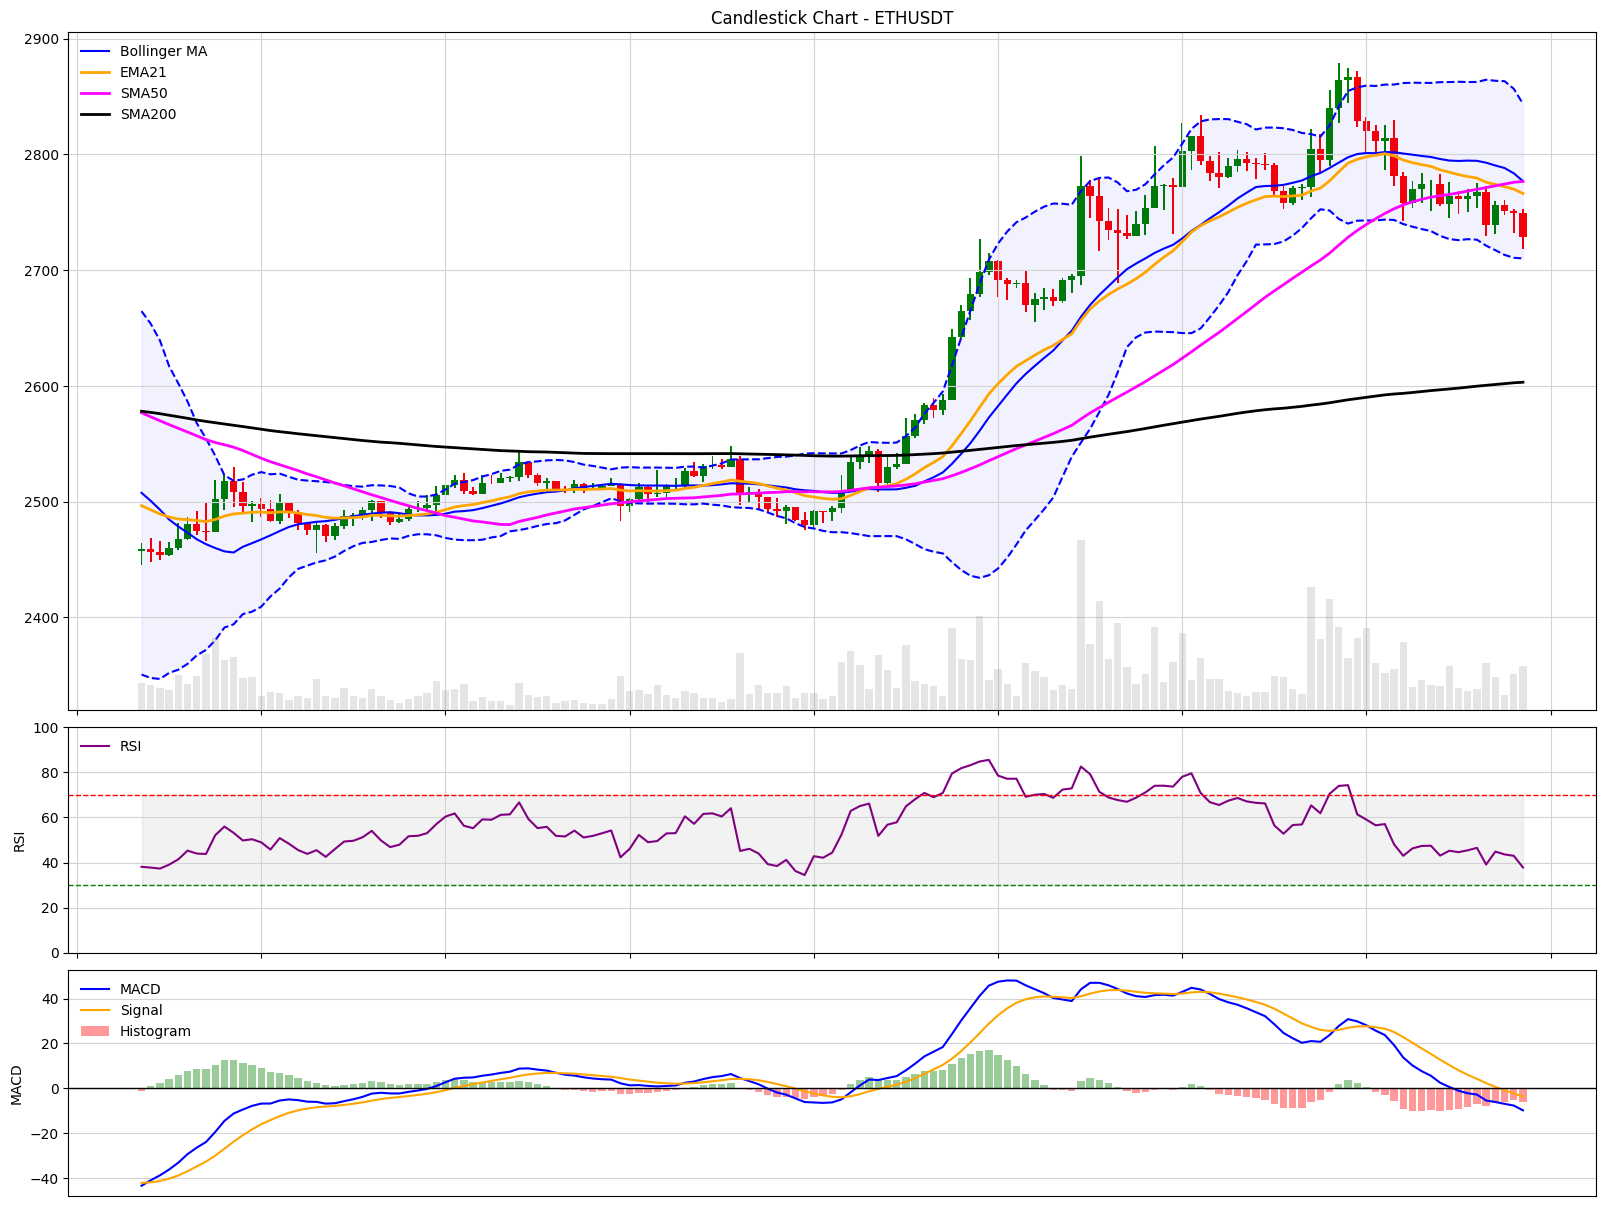 Candlestick Chart - ETHUSDT
2900
2800
2700
2600
2500
2400
Bollinger MA
EMA21
SMA50
SMA200
RSI
100
80
60
40
20
0
RSI
MACD
40
20
0
−20
−40
MACD
Signal
Histogram